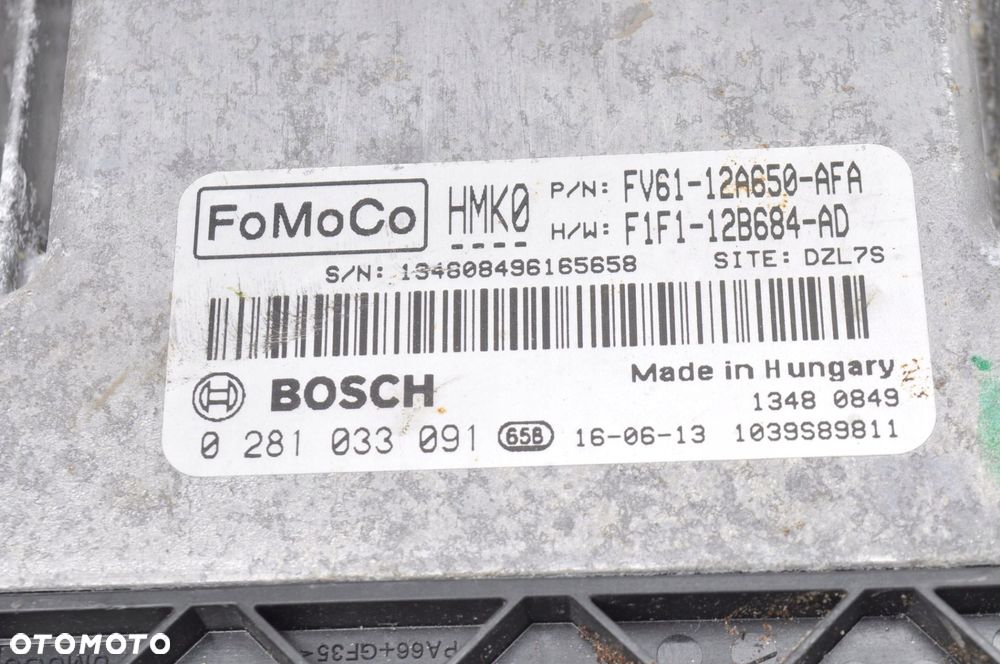 FoMoCo HMK0 P/N: FV61-12A650-AFA
H/W: F1F1-12B684-AD
S/N: 134808496165658 SITE: DZL7S
Made in Hungary
BOSCH 1348 0849
0 281 033 091 658 16-06-13 1039S89811
OTOMOTO
PA66+GF35<